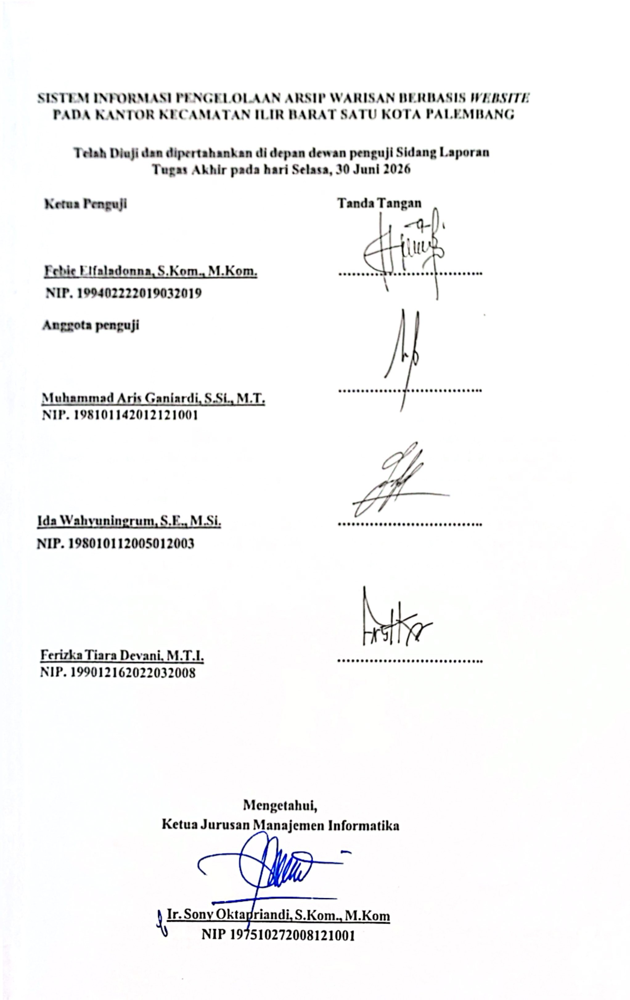 SISTEM INFORMASI PENGELOLAAN ARSIP WARISAN BERBASIS WEBSITE
PADA KANTOR KECAMATAN ILIR BARAT SATU KOTA PALEMBANG
Telah Diuji dan dipertahankan di depan dewan penguji Sidang Laporan
Tugas Akhir pada hari Selasa, 30 Juni 2026
Ketua Penguji Tanda Tangan
Febie Elfaladonna, S.Kom., M.Kom. ....................................
NIP. 199402222019032019
Anggota penguji
Muhammad Aris Ganiardi, S.Si., M.T. ....................................
NIP. 198101142012121001
Ida Wahyuningrum, S.E., M.Si. ....................................
NIP. 198010112005012003
Ferizka Tiara Devani, M.T.I. ....................................
NIP. 199012162022032008
Mengetahui,
Ketua Jurusan Manajemen Informatika
Ir. Sony Oktapriandi, S.Kom., M.Kom
NIP 197510272008121001